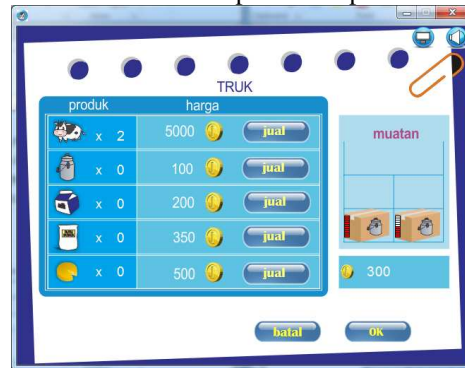 TRUK
produk harga
x 2 5000 jual
x 0 100 jual
x 0 200 jual
x 0 350 jual
x 0 500 jual
muatan
300
batal OK